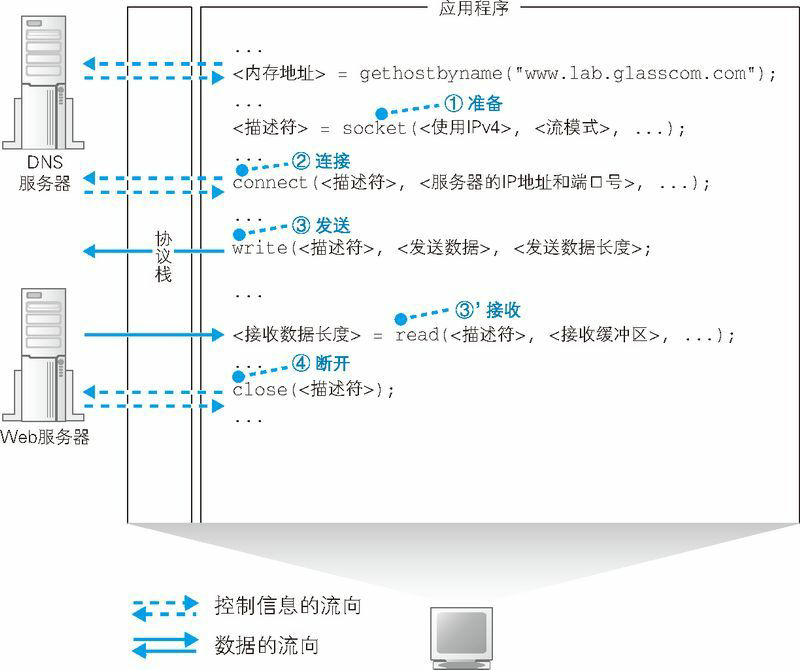 应用程序
...
<内存地址> = gethostbyname("www.lab.glasscom.com");
...
①准备
<描述符> = socket(<使用IPv4>, <流模式>, ...);
DNS
服务器
...
②连接
connect(<描述符>, <服务器的IP地址和端口号>, ...);
...
③发送
协议栈
write(<描述符>, <发送数据>, <发送数据长度>;
...
③’接收
<接收数据长度> = read(<描述符>, <接收缓冲区>, ...);
...
④断开
close(<描述符>);
...
Web服务器
控制信息的流向
数据的流向